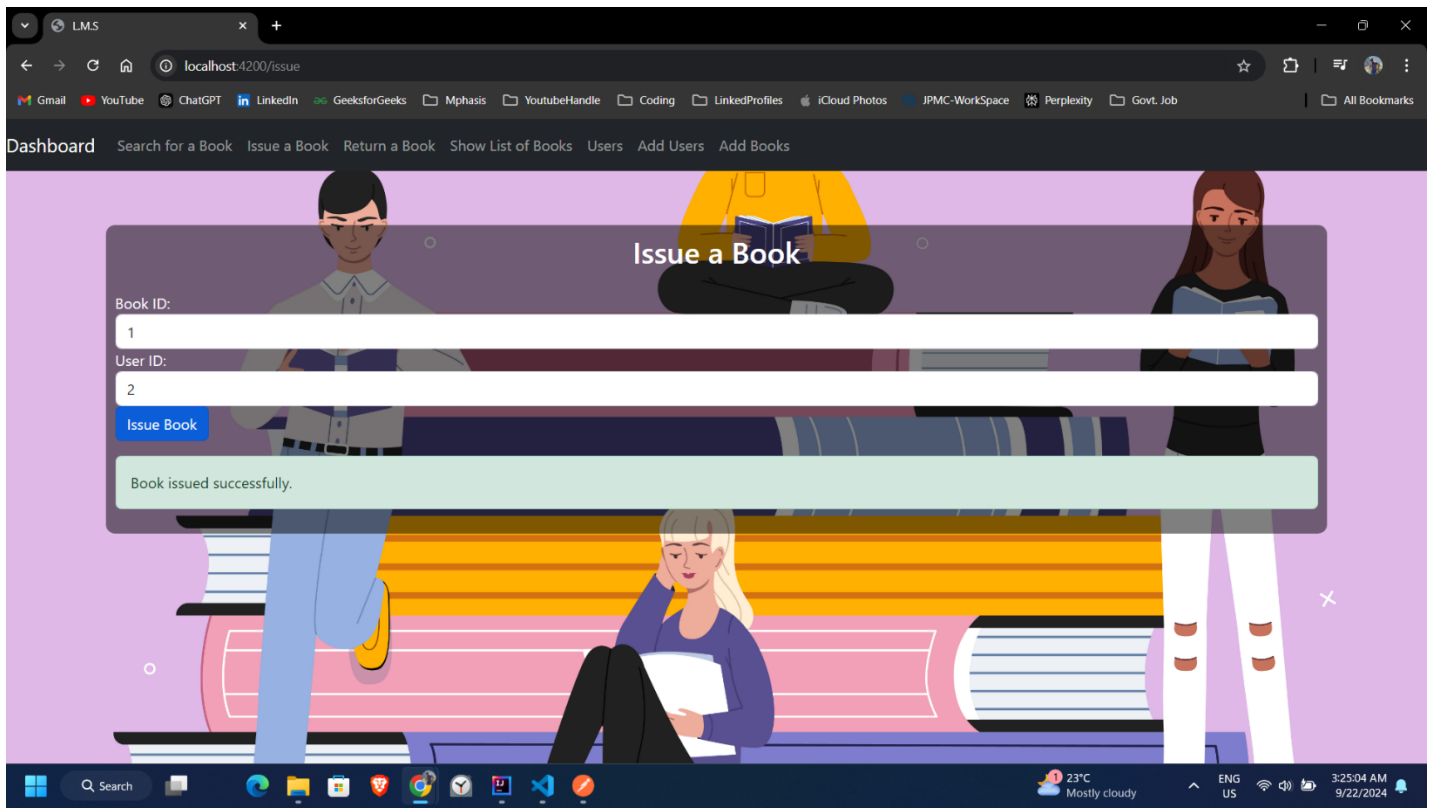 L.M.S
localhost:4200/issue
Gmail YouTube ChatGPT LinkedIn GeeksforGeeks Mphasis YoutubeHandle Coding LinkedProfiles iCloud Photos JPMC-WorkSpace Perplexity Govt. Job All Bookmarks
Dashboard Search for a Book Issue a Book Return a Book Show List of Books Users Add Users Add Books
Issue a Book
Book ID:
1
User ID:
2
Issue Book
Book issued successfully.
Search
1 23°C
Mostly cloudy
ENG
US
3:25:04 AM
9/22/2024